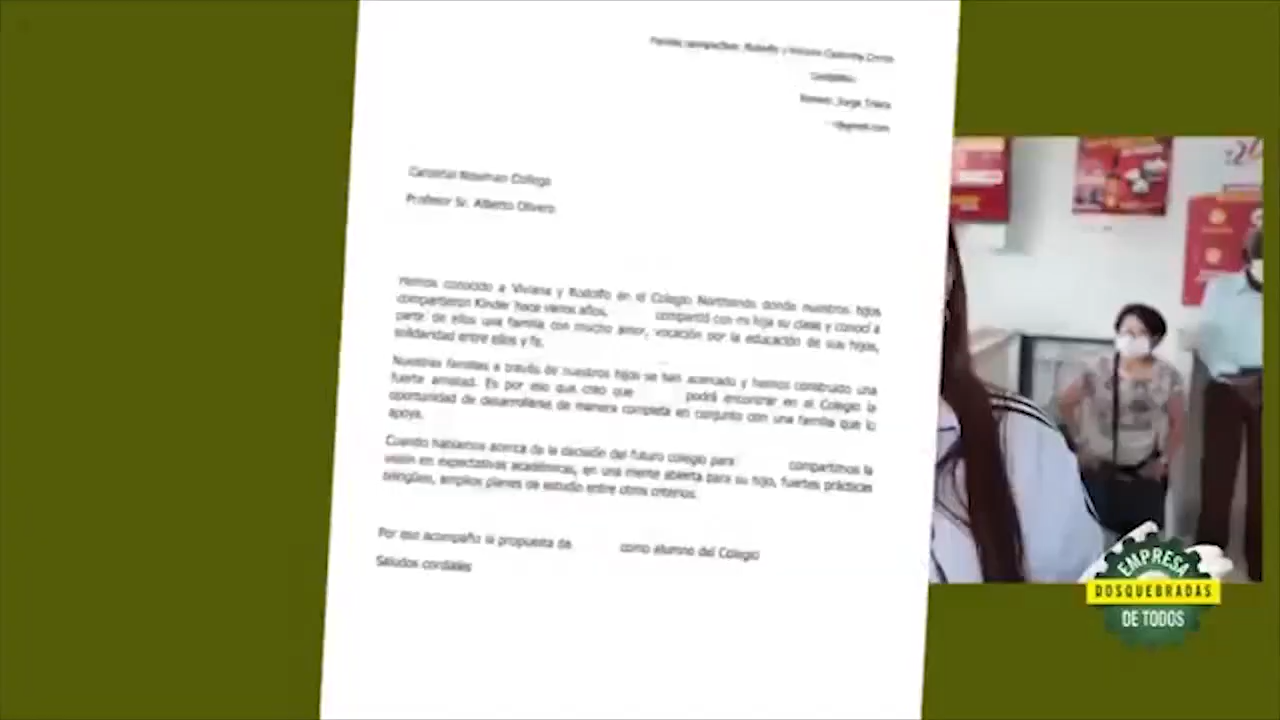 Cardenal Newman College
Profesor Sr. Alberto Olivero
Hemos conocido a Viviana y Rodolfo en el Colegio Northlands donde nuestros hijos
compartieron Kinder hace varios años, compartió con mi hija su clase y conocí a
parte de ellos una familia con mucho amor, vocación por la educación de sus hijos,
solidaridad entre ellos y fe.
Nuestras familias a través de nuestros hijos se han acercado y hemos construido una
fuerte amistad. Es por eso que creo que podrá encontrar en el Colegio la
oportunidad de desarrollarse de manera completa en conjunto con una familia que lo
apoya.
Cuando hablamos acerca de la decisión del futuro colegio para compartimos la
visión en expectativas académicas, en una mente abierta para su hijo, fuertes prácticas
bilingües, amplios planes de estudio entre otros criterios.
Por eso acompaño la propuesta de como alumno del Colegio
Saludos cordiales
EMPRESA
DOSQUEBRADAS
DE TODOS